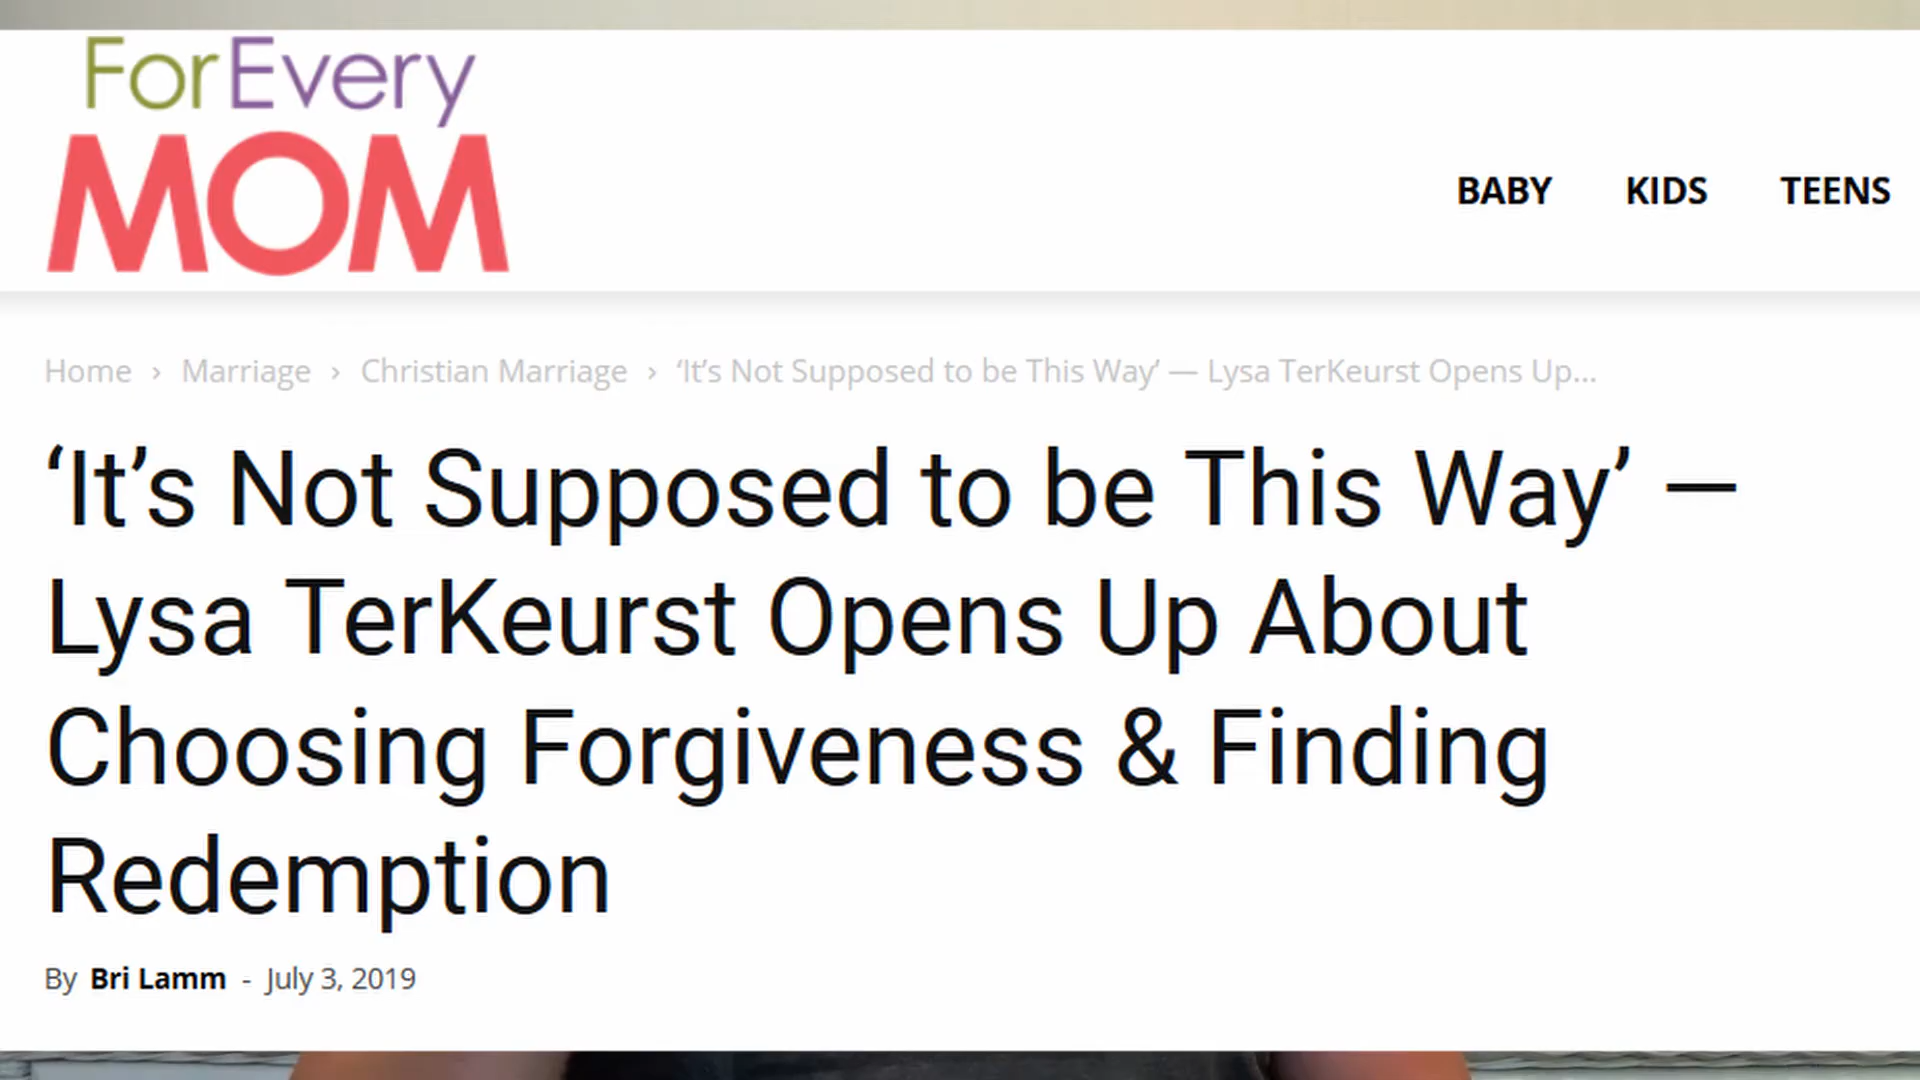 ForEvery
MOM
BABY KIDS TEENS
Home › Marriage › Christian Marriage › ‘It’s Not Supposed to be This Way’ — Lysa TerKeurst Opens Up...
‘It’s Not Supposed to be This Way’ —
Lysa TerKeurst Opens Up About
Choosing Forgiveness & Finding
Redemption
By Bri Lamm - July 3, 2019